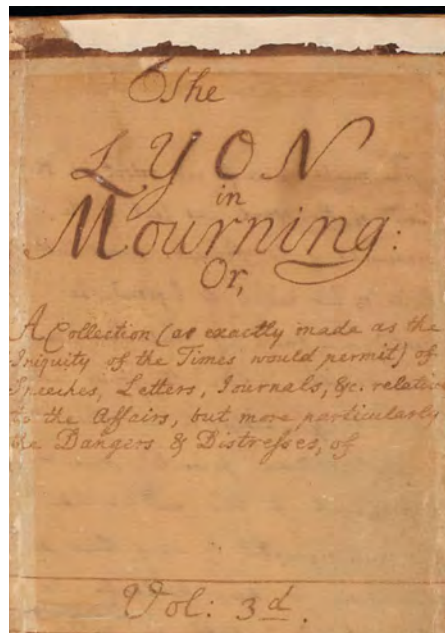 The
LYON
in
Mourning:
Or,
A Collection (as exactly made as the
Iniquity of the Times would permit) of
Speeches, Letters, Journals, &c. relative
to the Affairs, but more particularly
the Dangers & Distreſses, of
Vol: 3d.